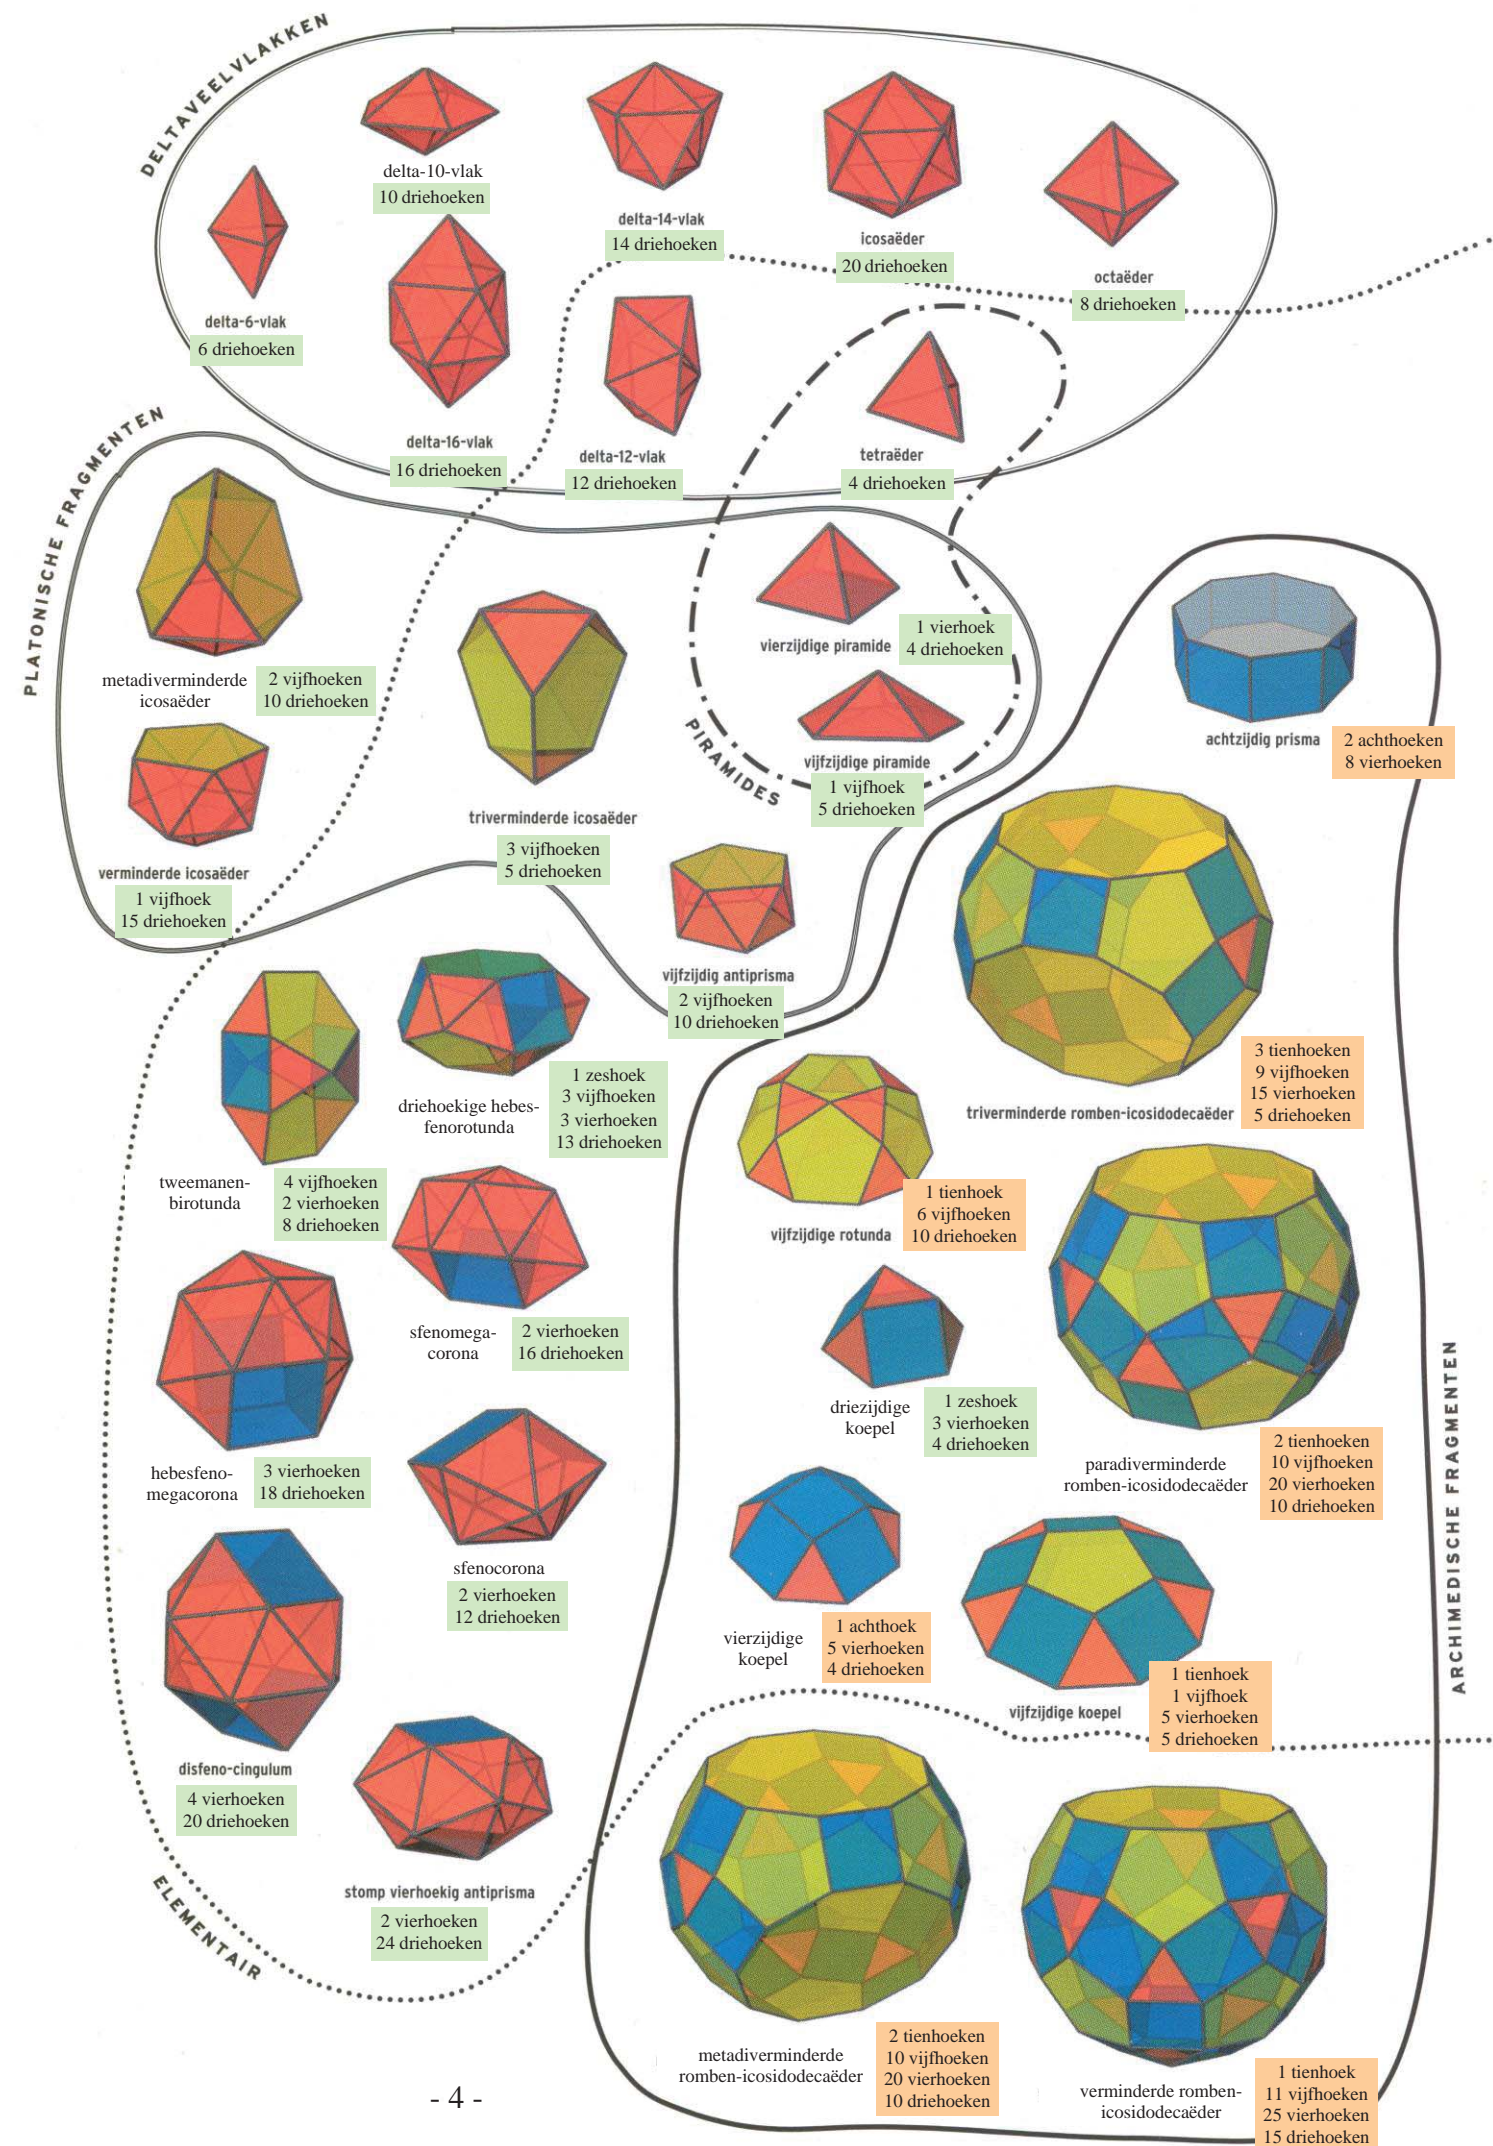 DELTAVEELVLAKKEN
delta-10-vlak
10 driehoeken
delta-14-vlak
14 driehoeken
icosaëder
20 driehoeken
octaëder
8 driehoeken
delta-6-vlak
6 driehoeken
delta-16-vlak
16 driehoeken
delta-12-vlak
12 driehoeken
tetraëder
4 driehoeken
PLATONISCHE FRAGMENTEN
metadiverminderde
icosaëder
2 vijfhoeken
10 driehoeken
vierzijdige piramide
1 vierhoek
4 driehoeken
PIRAMIDES
vijfzijdige piramide
1 vijfhoek
5 driehoeken
achtzijdig prisma
2 achthoeken
8 vierhoeken
triverminderde icosaëder
3 vijfhoeken
5 driehoeken
verminderde icosaëder
1 vijfhoek
15 driehoeken
vijfzijdig antiprisma
2 vijfhoeken
10 driehoeken
driehoekige hebes-
fenorotunda
1 zeshoek
3 vijfhoeken
3 vierhoeken
13 driehoeken
triverminderde romben-icosidodecaëder
3 tienhoeken
9 vijfhoeken
15 vierhoeken
5 driehoeken
tweemanen-
birotunda
4 vijfhoeken
2 vierhoeken
8 driehoeken
vijfzijdige rotunda
1 tienhoek
6 vijfhoeken
10 driehoeken
sfenomega-
corona
2 vierhoeken
16 driehoeken
driezijdige
koepel
1 zeshoek
3 vierhoeken
4 driehoeken
paradiverminderde
romben-icosidodecaëder
2 tienhoeken
10 vijfhoeken
20 vierhoeken
10 driehoeken
ARCHIMEDISCHE FRAGMENTEN
hebesfeno-
megacorona
3 vierhoeken
18 driehoeken
sfenocorona
2 vierhoeken
12 driehoeken
vierzijdige
koepel
1 achthoek
5 vierhoeken
4 driehoeken
vijfzijdige koepel
1 tienhoek
1 vijfhoek
5 vierhoeken
5 driehoeken
disfeno-cingulum
4 vierhoeken
20 driehoeken
stomp vierhoekig antiprisma
2 vierhoeken
24 driehoeken
ELEMENTAIR
metadiverminderde
romben-icosidodecaëder
2 tienhoeken
10 vijfhoeken
20 vierhoeken
10 driehoeken
verminderde romben-
icosidodecaëder
1 tienhoek
11 vijfhoeken
25 vierhoeken
15 driehoeken
- 4 -